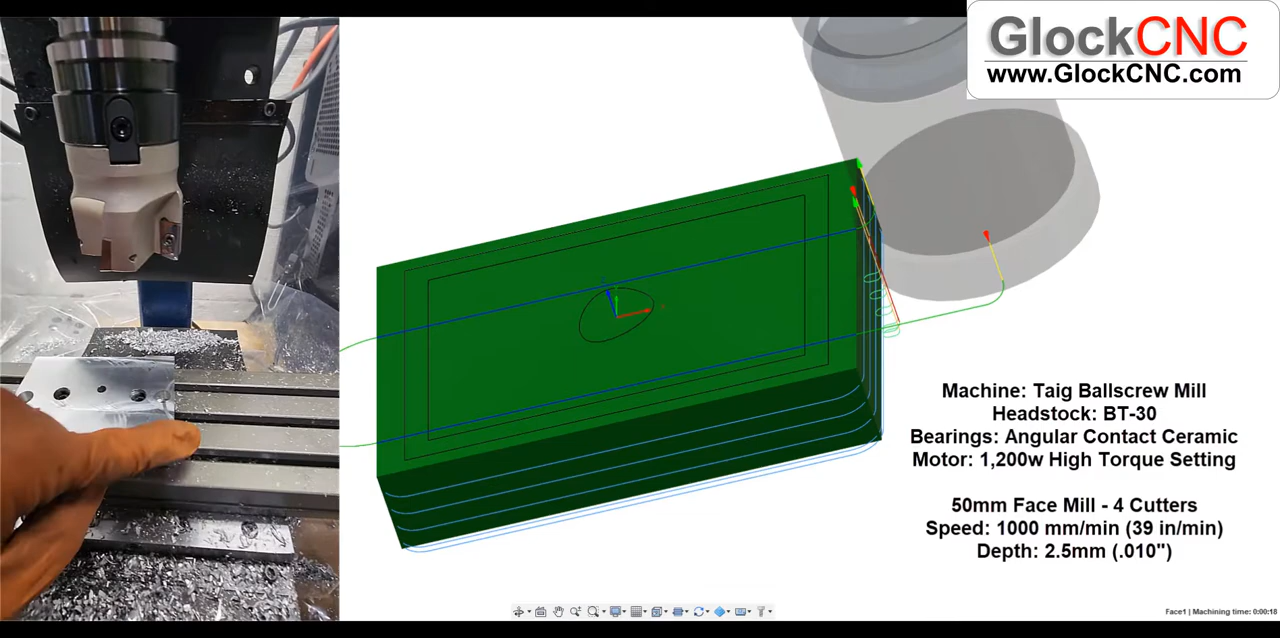 GlockCNC
www.GlockCNC.com
Machine: Taig Ballscrew Mill
Headstock: BT-30
Bearings: Angular Contact Ceramic
Motor: 1,200w High Torque Setting
50mm Face Mill - 4 Cutters
Speed: 1000 mm/min (39 in/min)
Depth: 2.5mm (.010")
Face1 | Machining time: 0:00:18